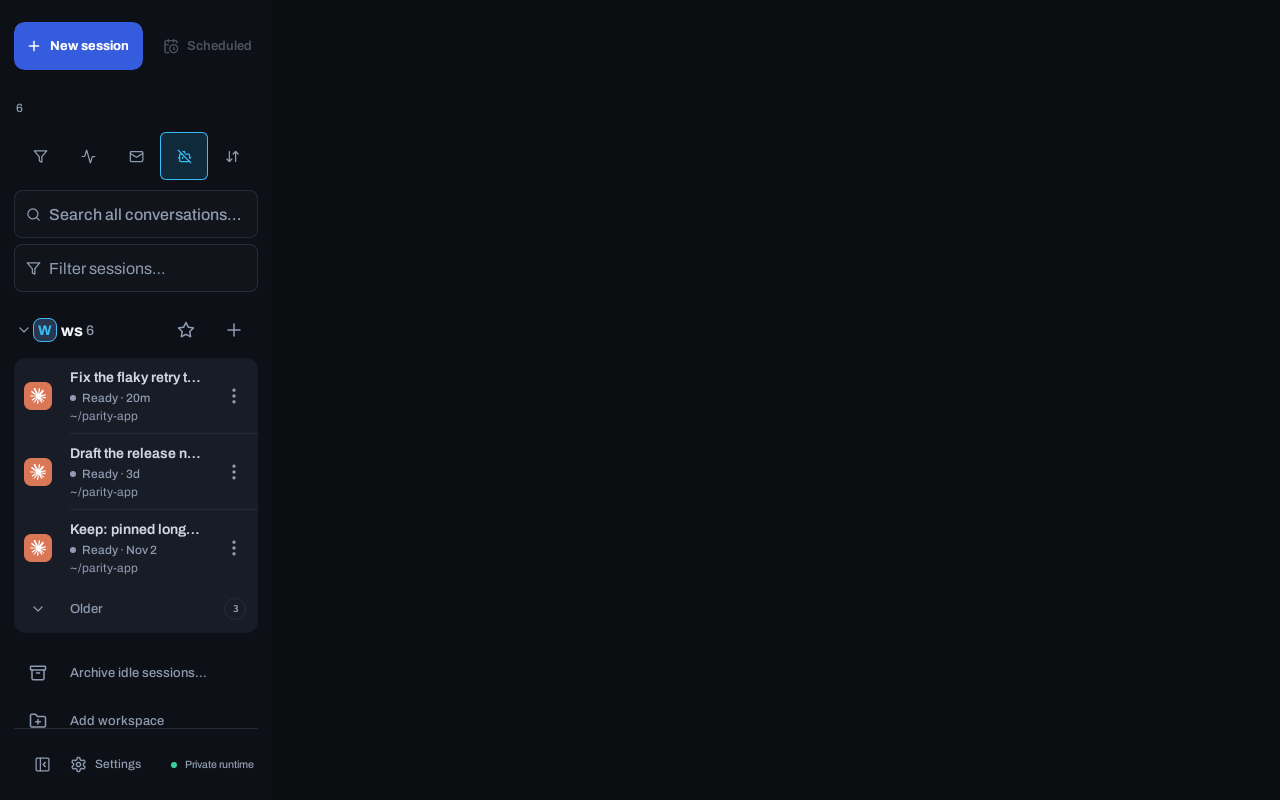 New session
Scheduled
6
Search all conversations...
Filter sessions...
W ws 6
Fix the flaky retry t...
Ready · 20m
~/parity-app
Draft the release n...
Ready · 3d
~/parity-app
Keep: pinned long...
Ready · Nov 2
~/parity-app
Older 3
Archive idle sessions...
Add workspace
Settings
Private runtime